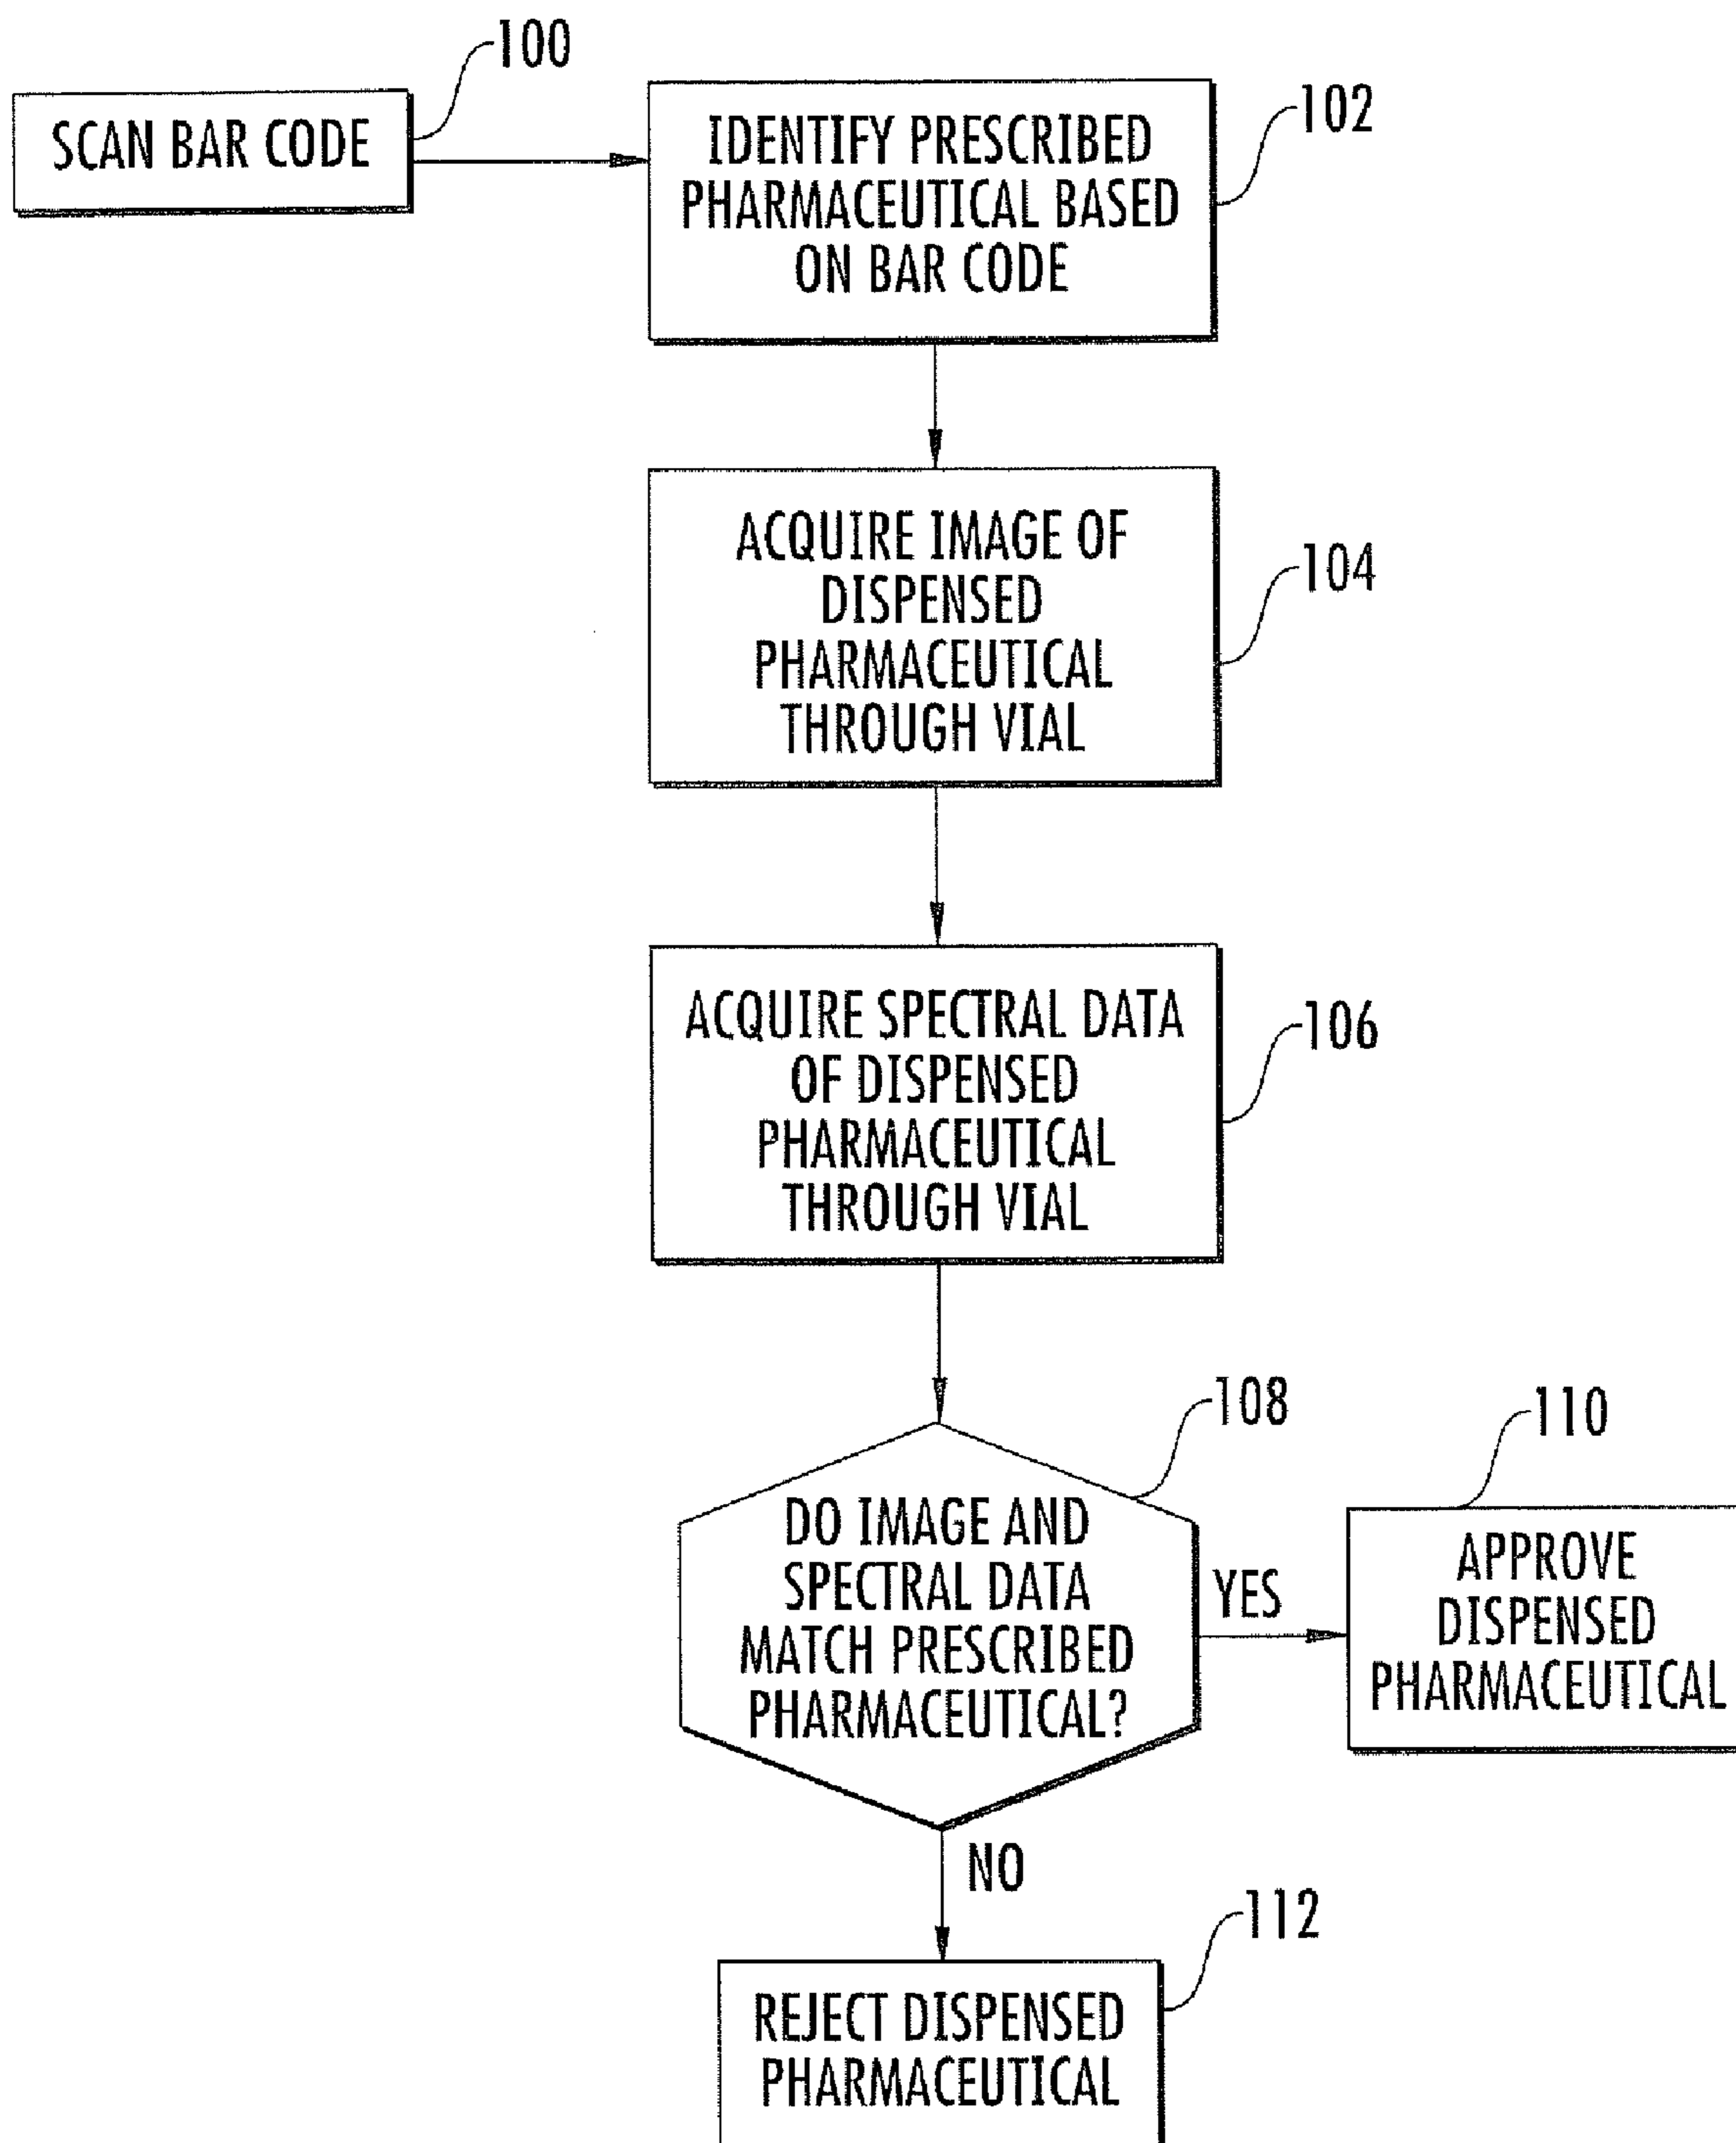 100
SCAN BAR CODE
102
IDENTIFY PRESCRIBED
PHARMACEUTICAL BASED
ON BAR CODE
104
ACQUIRE IMAGE OF
DISPENSED
PHARMACEUTICAL
THROUGH VIAL
106
ACQUIRE SPECTRAL DATA
OF DISPENSED
PHARMACEUTICAL
THROUGH VIAL
108
DO IMAGE AND
SPECTRAL DATA
MATCH PRESCRIBED
PHARMACEUTICAL?
YES
110
APPROVE
DISPENSED
PHARMACEUTICAL
NO
112
REJECT DISPENSED
PHARMACEUTICAL